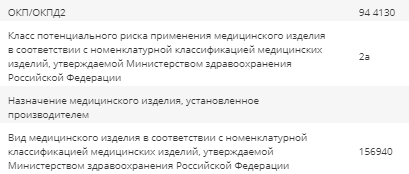 ОКП/ОКПД2 94 4130
Класс потенциального риска применения медицинского изделия
в соответствии с номенклатурной классификацией медицинских
изделий, утверждаемой Министерством здравоохранения
Российской Федерации
2а
Назначение медицинского изделия, установленное
производителем
Вид медицинского изделия в соответствии с номенклатурной
классификацией медицинских изделий, утверждаемой
Министерством здравоохранения Российской Федерации
156940